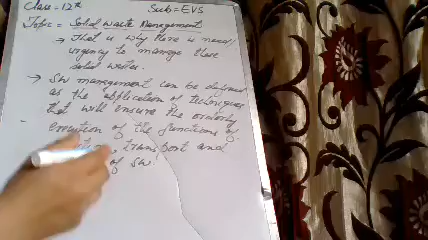 Class = 12th Sub = EVS
Topic = Solid waste Management
→ That is why there is need/
urgency to manage these
solid wastes.
→ SW management can be defined
as the application of techniques
that will ensure the orderly
execution of the functions of
transport and
of SW